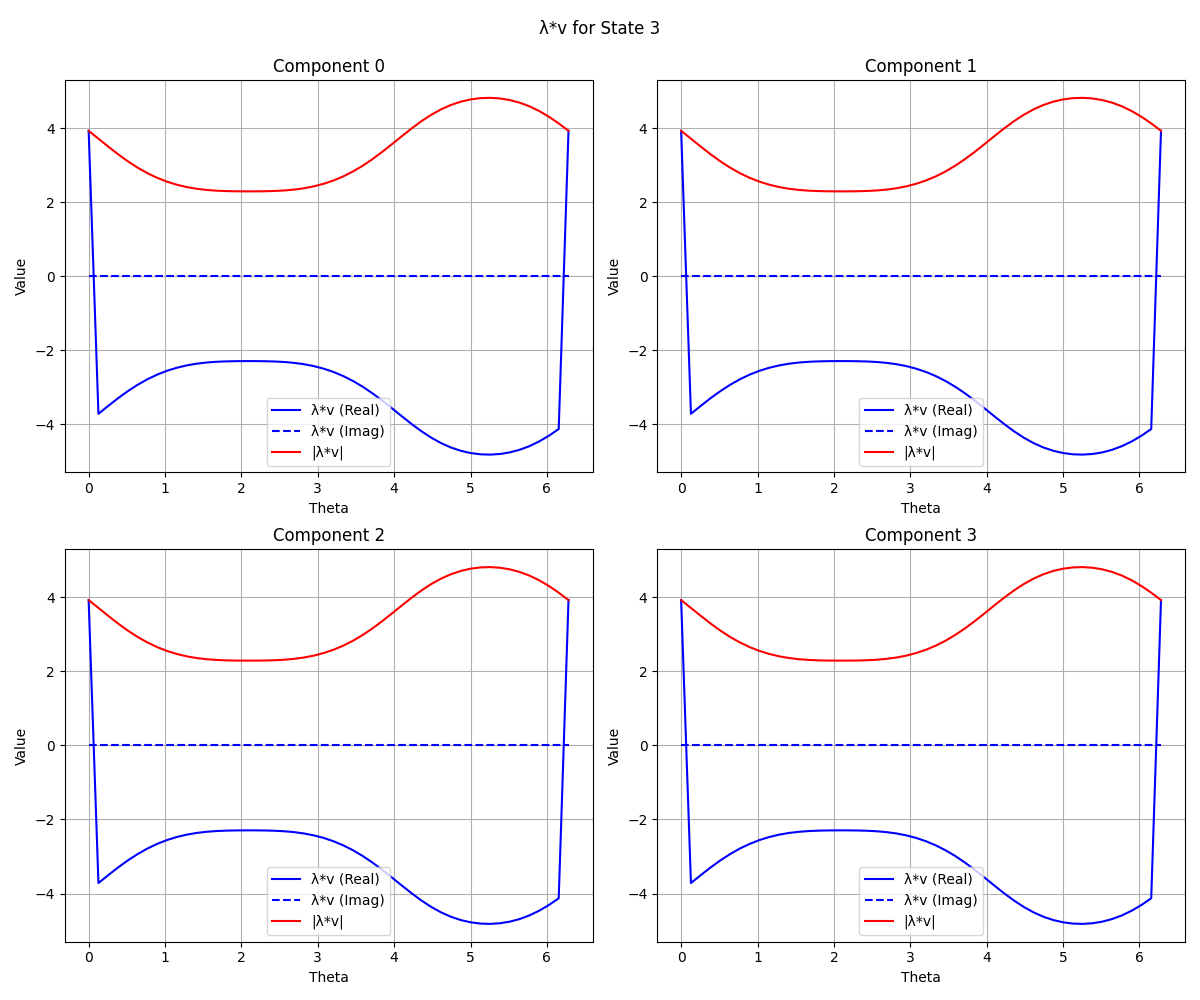 λ*v for State 3
Component 0
Value
4
2
0
−2
−4
λ*v (Real)
λ*v (Imag)
|λ*v|
0 1 2 3 4 5 6
Theta
Component 1
Value
4
2
0
−2
−4
λ*v (Real)
λ*v (Imag)
|λ*v|
0 1 2 3 4 5 6
Theta
Component 2
Value
4
2
0
−2
−4
λ*v (Real)
λ*v (Imag)
|λ*v|
0 1 2 3 4 5 6
Theta
Component 3
Value
4
2
0
−2
−4
λ*v (Real)
λ*v (Imag)
|λ*v|
0 1 2 3 4 5 6
Theta